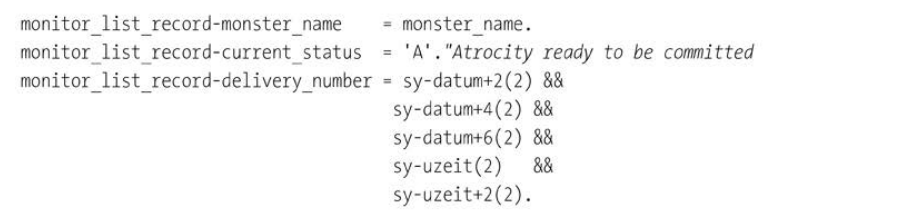 monitor_list_record-monster_name    = monster_name.
monitor_list_record-current_status  = 'A'."Atrocity ready to be committed
monitor_list_record-delivery_number = sy-datum+2(2) &&
                                      sy-datum+4(2) &&
                                      sy-datum+6(2) &&
                                      sy-uzeit(2)   &&
                                      sy-uzeit+2(2).